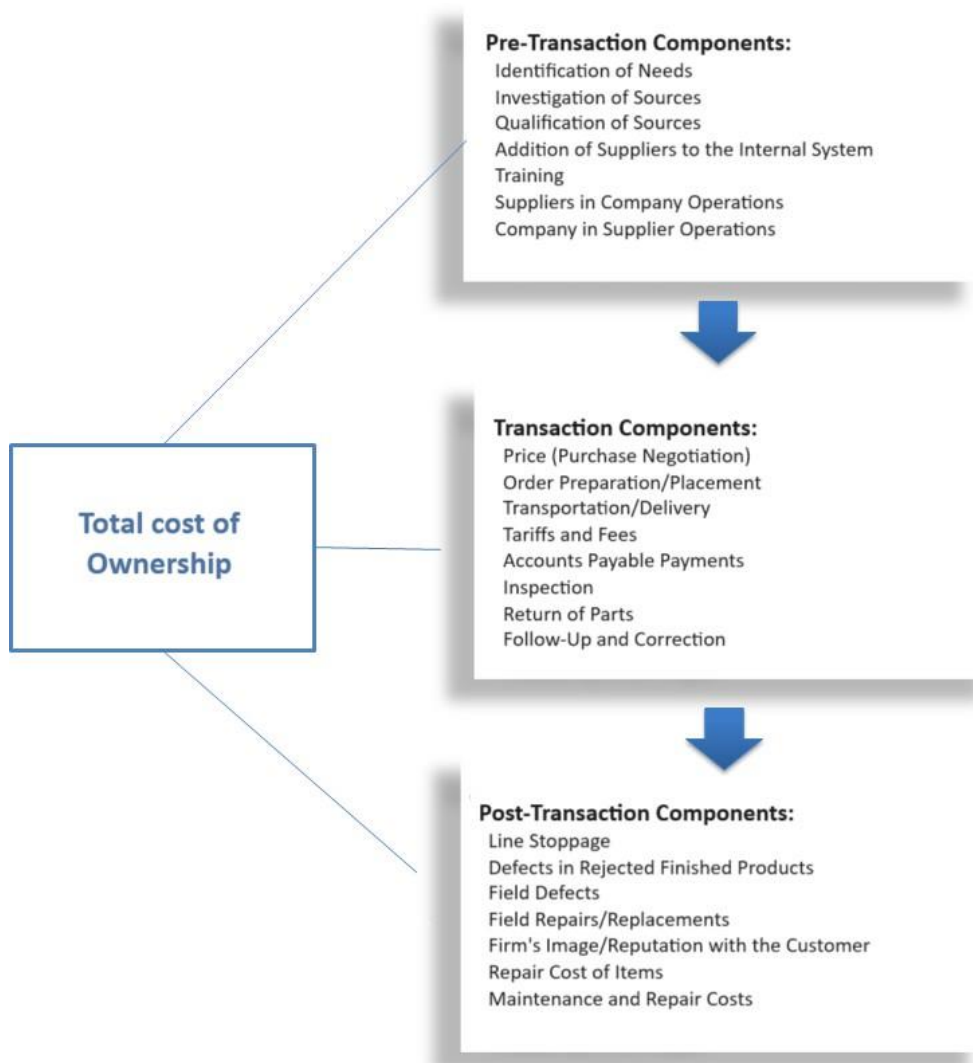 Pre-Transaction Components:
Identification of Needs
Investigation of Sources
Qualification of Sources
Addition of Suppliers to the Internal System
Training
Suppliers in Company Operations
Company in Supplier Operations
Total cost of
Ownership
Transaction Components:
Price (Purchase Negotiation)
Order Preparation/Placement
Transportation/Delivery
Tariffs and Fees
Accounts Payable Payments
Inspection
Return of Parts
Follow-Up and Correction
Post-Transaction Components:
Line Stoppage
Defects in Rejected Finished Products
Field Defects
Field Repairs/Replacements
Firm's Image/Reputation with the Customer
Repair Cost of Items
Maintenance and Repair Costs